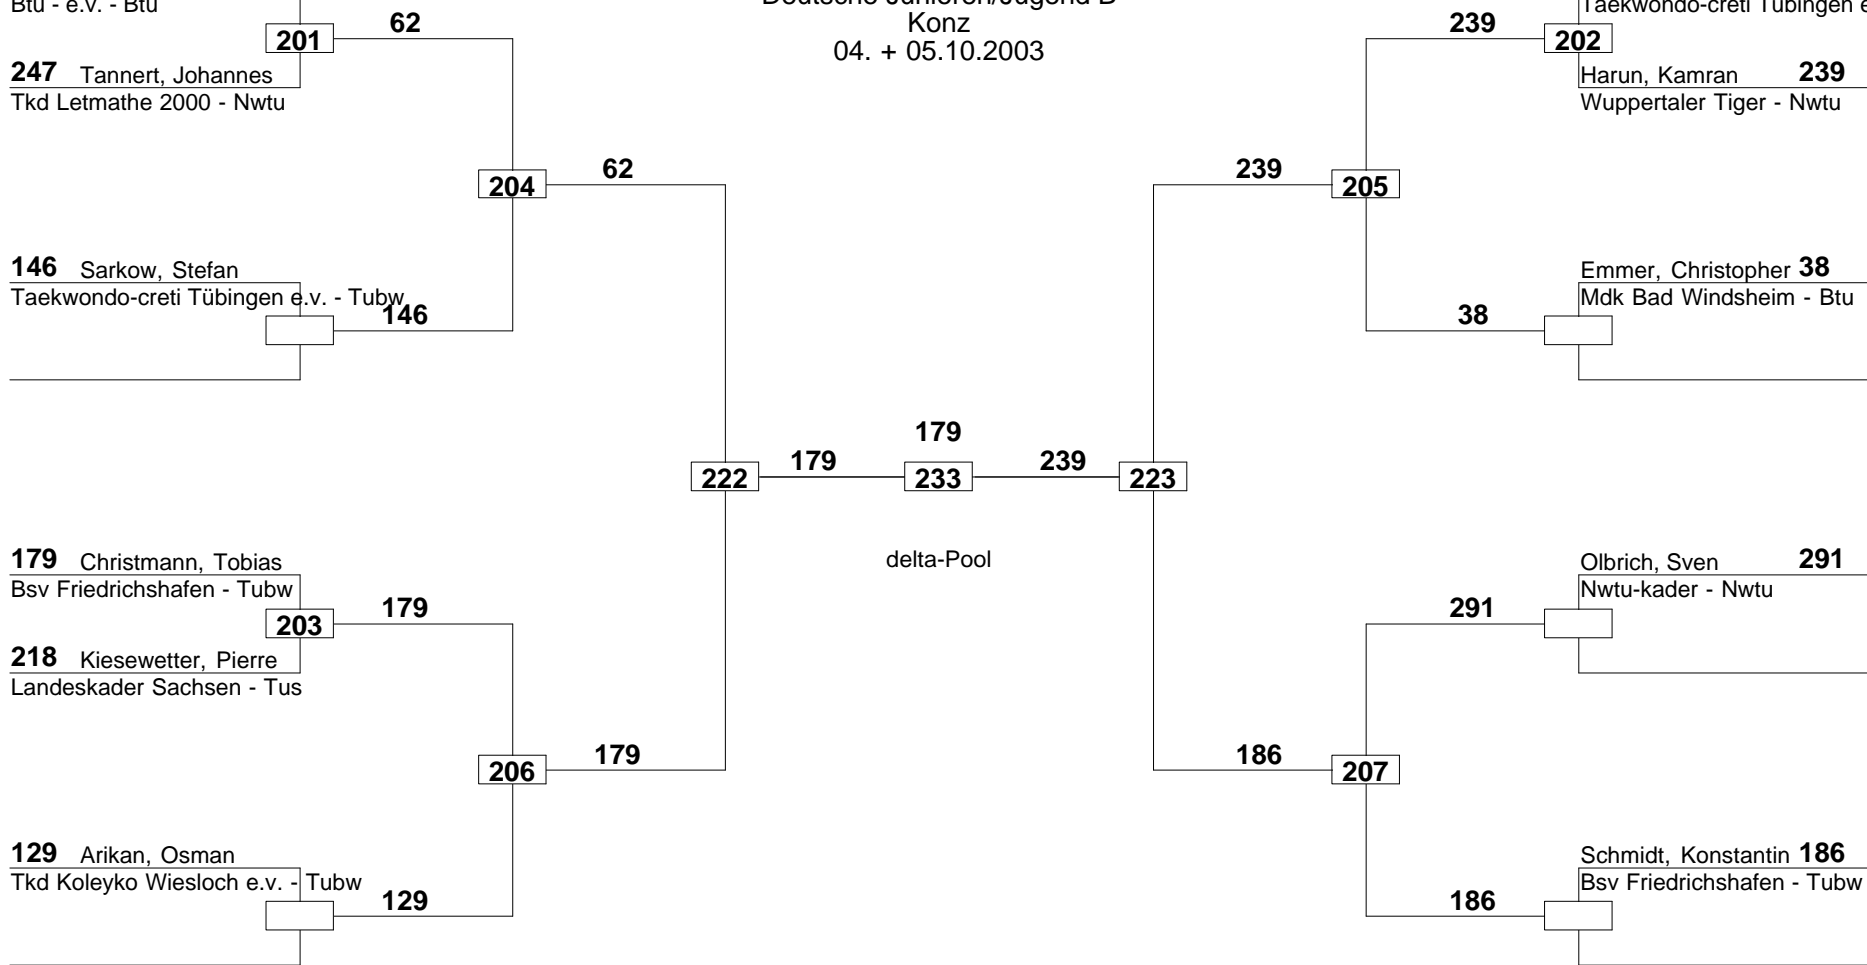 Btu - e.v. - Btu
201
62
247 Tannert, Johannes
Tkd Letmathe 2000 - Nwtu
204
62
146 Sarkow, Stefan
Taekwondo-creti Tübingen e.v. - Tubw
146
179 Christmann, Tobias
Bsv Friedrichshafen - Tubw
203
179
218 Kiesewetter, Pierre
Landeskader Sachsen - Tus
206
179
129 Arikan, Osman
Tkd Koleyko Wiesloch e.v. - Tubw
129
Deutsche Junioren/Jugend B
Konz
04. + 05.10.2003
222
179
179
233
239
223
delta-Pool
Taekwondo-creti Tübingen e
239
202
Harun, Kamran 239
Wuppertaler Tiger - Nwtu
239
205
Emmer, Christopher 38
Mdk Bad Windsheim - Btu
38
Olbrich, Sven 291
Nwtu-kader - Nwtu
291
186
207
Schmidt, Konstantin 186
Bsv Friedrichshafen - Tubw
186